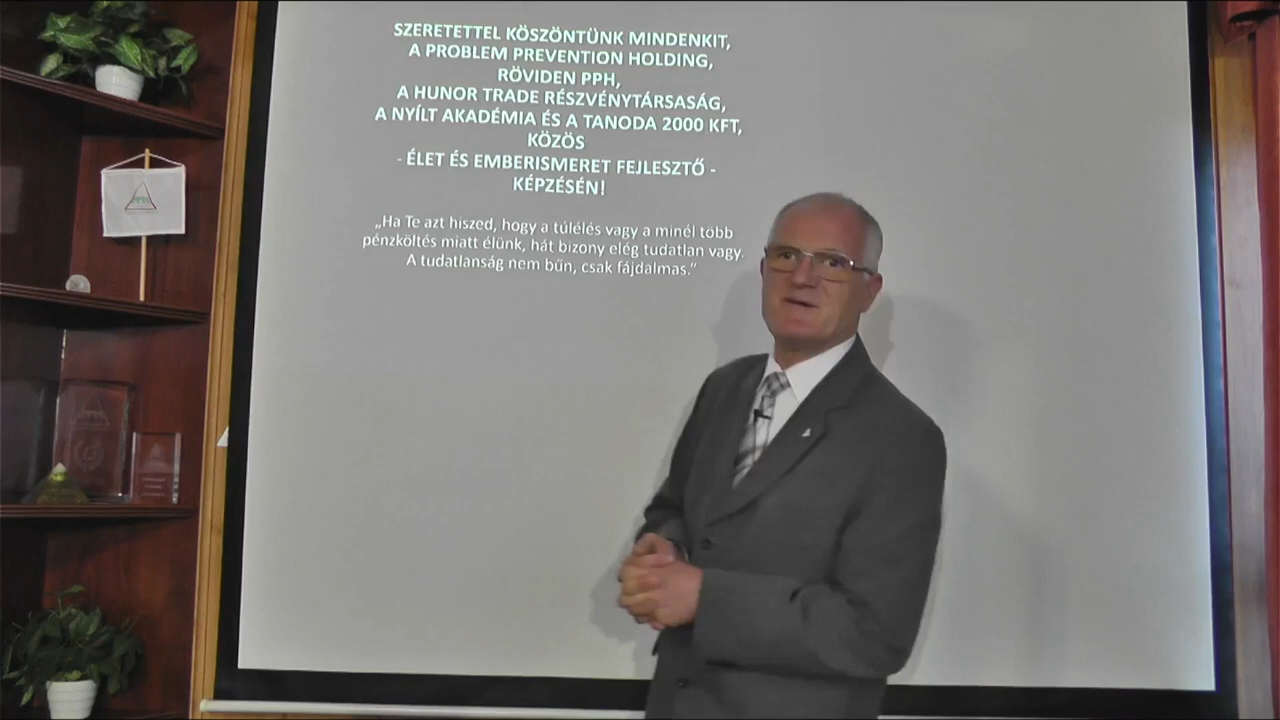 SZERETETTEL KÖSZÖNTÜNK MINDENKIT,
A PROBLEM PREVENTION HOLDING,
RÖVIDEN PPH,
A HUNOR TRADE RÉSZVÉNYTÁRSASÁG,
A NYÍLT AKADÉMIA ÉS A TANODA 2000 KFT,
KÖZÖS
- ÉLET ÉS EMBERISMERET FEJLESZTŐ -
KÉPZÉSÉN!
„Ha Te azt hiszed, hogy a túlélés vagy a minél több
pénzköltés miatt élünk, hát bizony elég tudatlan vagy.
A tudatlanság nem bűn, csak fájdalmas.”